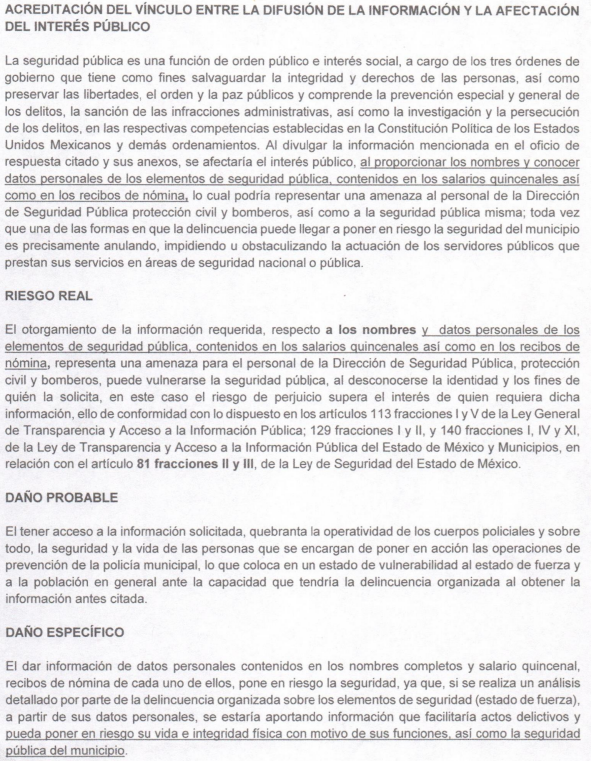 ACREDITACIÓN DEL VÍNCULO ENTRE LA DIFUSIÓN DE LA INFORMACIÓN Y LA AFECTACIÓN
DEL INTERÉS PÚBLICO
La seguridad pública es una función de orden público e interés social, a cargo de los tres órdenes de
gobierno que tiene como fines salvaguardar la integridad y derechos de las personas, así como
preservar las libertades, el orden y la paz públicos y comprende la prevención especial y general de
los delitos, la sanción de las infracciones administrativas, así como la investigación y la persecución
de los delitos, en las respectivas competencias establecidas en la Constitución Política de los Estados
Unidos Mexicanos y demás ordenamientos. Al divulgar la información mencionada en el oficio de
respuesta citado y sus anexos, se afectaría el interés público, al proporcionar los nombres y conocer
datos personales de los elementos de seguridad pública, contenidos en los salarios quincenales así
como en los recibos de nómina, lo cual podría representar una amenaza al personal de la Dirección
de Seguridad Pública protección civil y bomberos, así como a la seguridad pública misma; toda vez
que una de las formas en que la delincuencia puede llegar a poner en riesgo la seguridad del municipio
es precisamente anulando, impidiendo u obstaculizando la actuación de los servidores públicos que
prestan sus servicios en áreas de seguridad nacional o pública.
RIESGO REAL
El otorgamiento de la información requerida, respecto a los nombres y datos personales de los
elementos de seguridad pública, contenidos en los salarios quincenales así como en los recibos de
nómina, representa una amenaza para el personal de la Dirección de Seguridad Pública, protección
civil y bomberos, puede vulnerarse la seguridad pública, al desconocerse la identidad y los fines de
quién la solicita, en este caso el riesgo de perjuicio supera el interés de quien requiera dicha
información, ello de conformidad con lo dispuesto en los artículos 113 fracciones I y V de la Ley General
de Transparencia y Acceso a la Información Pública; 129 fracciones I y II, y 140 fracciones I, IV y XI,
de la Ley de Transparencia y Acceso a la Información Pública del Estado de México y Municipios, en
relación con el artículo 81 fracciones II y III, de la Ley de Seguridad del Estado de México.
DAÑO PROBABLE
El tener acceso a la información solicitada, quebranta la operatividad de los cuerpos policiales y sobre
todo, la seguridad y la vida de las personas que se encargan de poner en acción las operaciones de
prevención de la policía municipal, lo que coloca en un estado de vulnerabilidad al estado de fuerza y
a la población en general ante la capacidad que tendría la delincuencia organizada al obtener la
información antes citada.
DAÑO ESPECÍFICO
El dar información de datos personales contenidos en los nombres completos y salario quincenal,
recibos de nómina de cada uno de ellos, pone en riesgo la seguridad, ya que, si se realiza un análisis
detallado por parte de la delincuencia organizada sobre los elementos de seguridad (estado de fuerza),
a partir de sus datos personales, se estaría aportando información que facilitaría actos delictivos y
pueda poner en riesgo su vida e integridad física con motivo de sus funciones, así como la seguridad
pública del municipio.